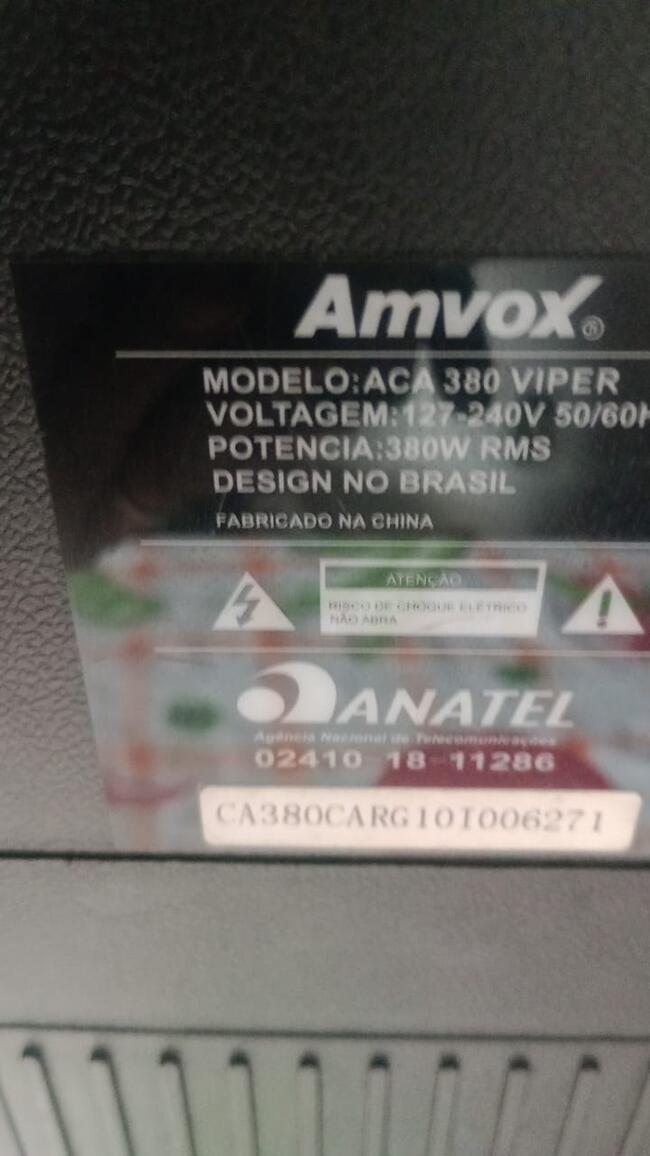 Amvox®
MODELO:ACA 380 VIPER
VOLTAGEM:127-240V 50/60H
POTENCIA:380W RMS
DESIGN NO BRASIL
FABRICADO NA CHINA
ATENÇÃO
RISCO DE CHOQUE ELÉTRICO
NÃO ABRA
ANATEL
Agência Nacional de Telecomunicações
02410 18 11286
CA380CARG10I006271